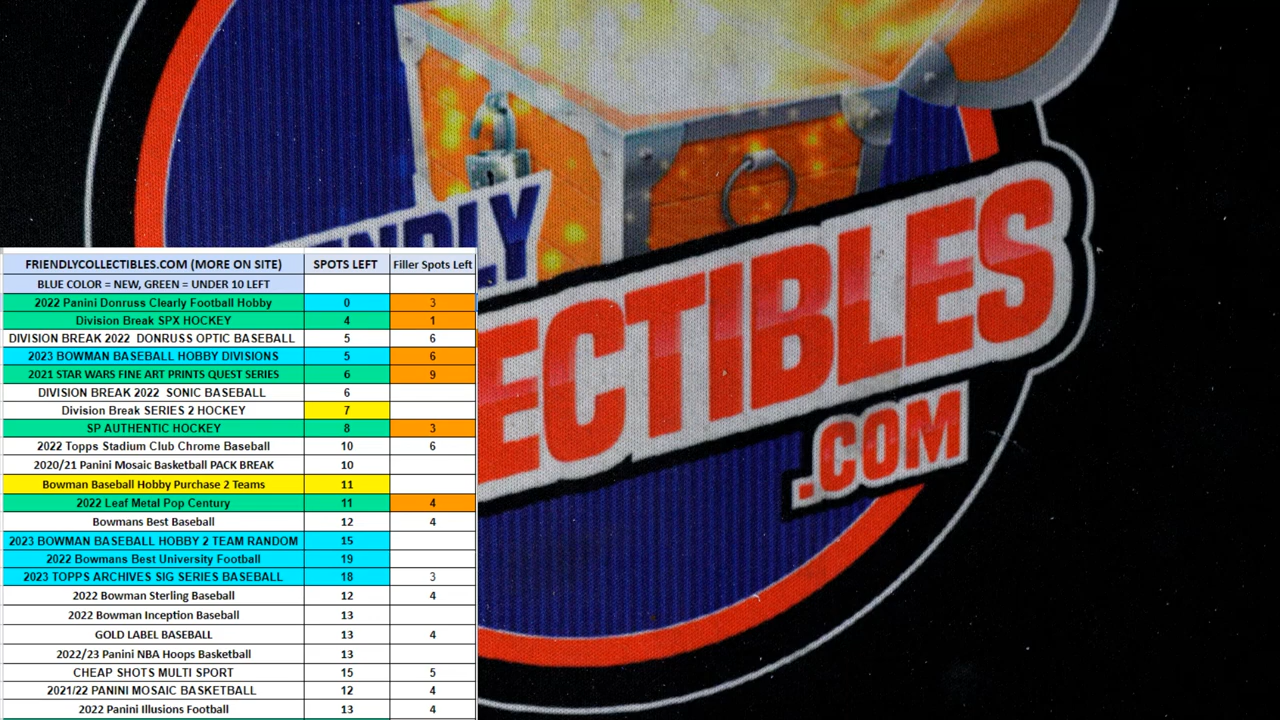 NDLY
ECTIBLES
.COM
FRIENDLYCOLLECTIBLES.COM (MORE ON SITE) SPOTS LEFT Filler Spots Left
BLUE COLOR = NEW, GREEN = UNDER 10 LEFT
2022 Panini Donruss Clearly Football Hobby 0 3
Division Break SPX HOCKEY 4 1
DIVISION BREAK 2022 DONRUSS OPTIC BASEBALL 5 6
2023 BOWMAN BASEBALL HOBBY DIVISIONS 5 6
2021 STAR WARS FINE ART PRINTS QUEST SERIES 6 9
DIVISION BREAK 2022 SONIC BASEBALL 6
Division Break SERIES 2 HOCKEY 7
SP AUTHENTIC HOCKEY 8 3
2022 Topps Stadium Club Chrome Baseball 10 6
2020/21 Panini Mosaic Basketball PACK BREAK 10
Bowman Baseball Hobby Purchase 2 Teams 11
2022 Leaf Metal Pop Century 11 4
Bowmans Best Baseball 12 4
2023 BOWMAN BASEBALL HOBBY 2 TEAM RANDOM 15
2022 Bowmans Best University Football 19
2023 TOPPS ARCHIVES SIG SERIES BASEBALL 18 3
2022 Bowman Sterling Baseball 12 4
2022 Bowman Inception Baseball 13
GOLD LABEL BASEBALL 13 4
2022/23 Panini NBA Hoops Basketball 13
CHEAP SHOTS MULTI SPORT 15 5
2021/22 PANINI MOSAIC BASKETBALL 12 4
2022 Panini Illusions Football 13 4